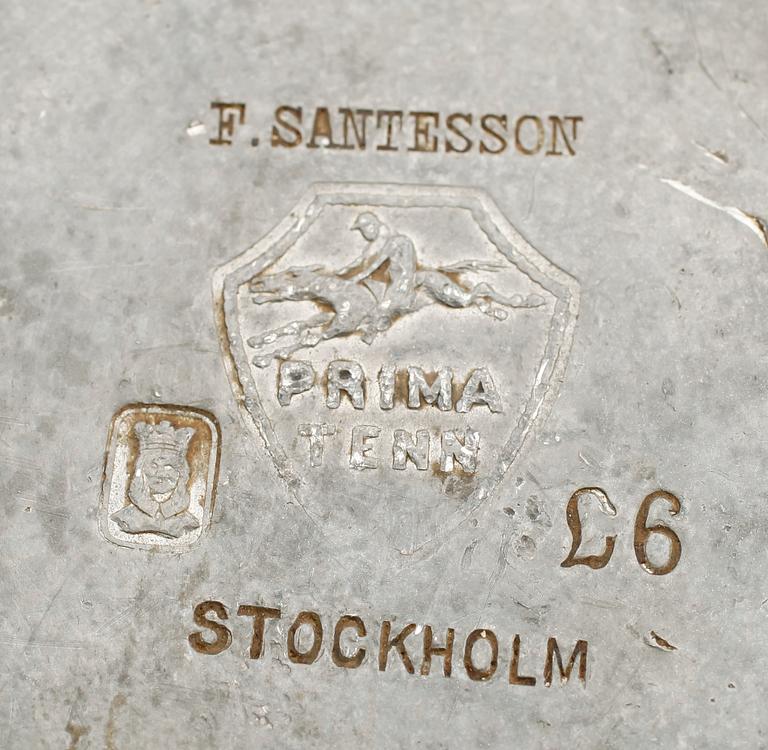 F. SANTESSON
PRIMA
TENN
£6
STOCKHOLM